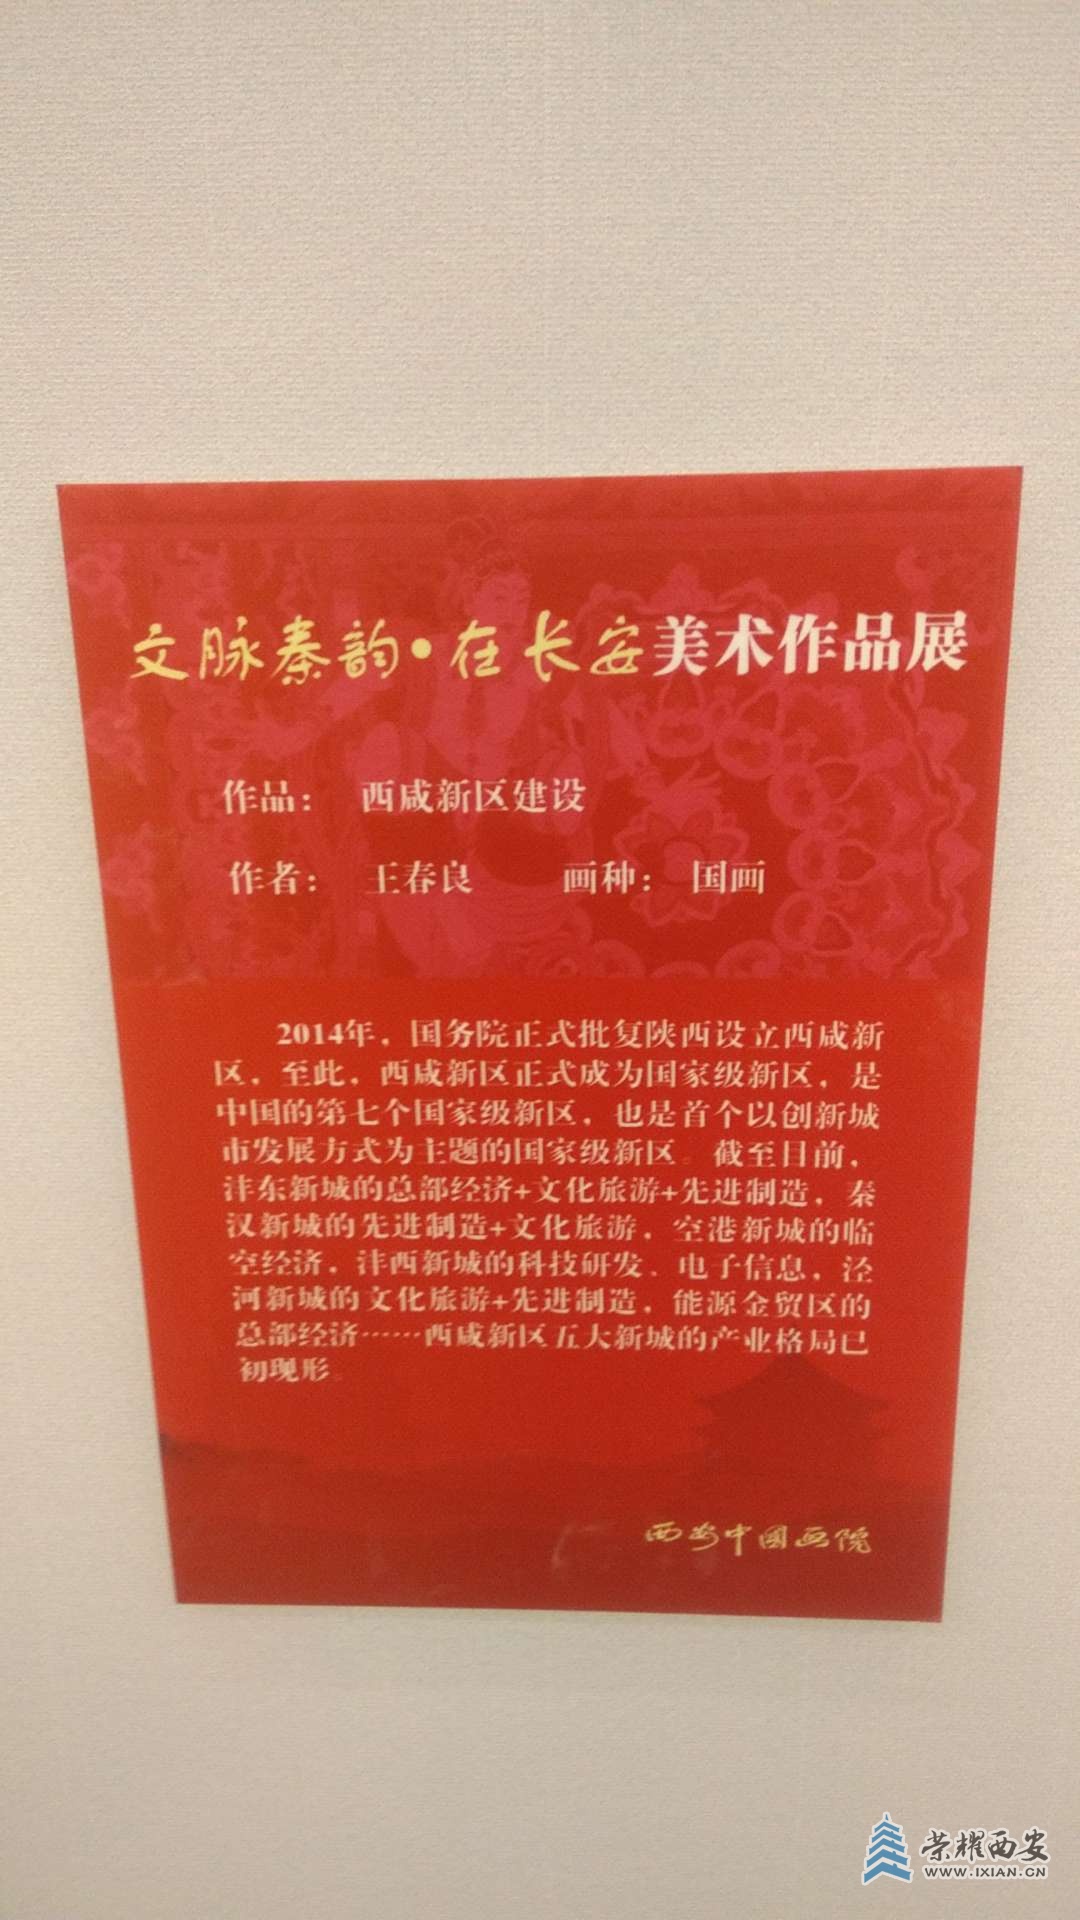 文脉秦韵·在长安美术作品展
作品： 西咸新区建设
作者： 王春良 画种： 国画
2014年，国务院正式批复陕西设立西咸新
区，至此，西咸新区正式成为国家级新区，是
中国的第七个国家级新区，也是首个以创新城
市发展方式为主题的国家级新区。截至目前，
沣东新城的总部经济+文化旅游+先进制造，秦
汉新城的先进制造+文化旅游，空港新城的临
空经济，沣西新城的科技研发、电子信息，泾
河新城的文化旅游+先进制造，能源金贸区的
总部经济……西咸新区五大新城的产业格局已
初现形。
西安中国画院
荣耀西安
WWW.IXIAN.CN